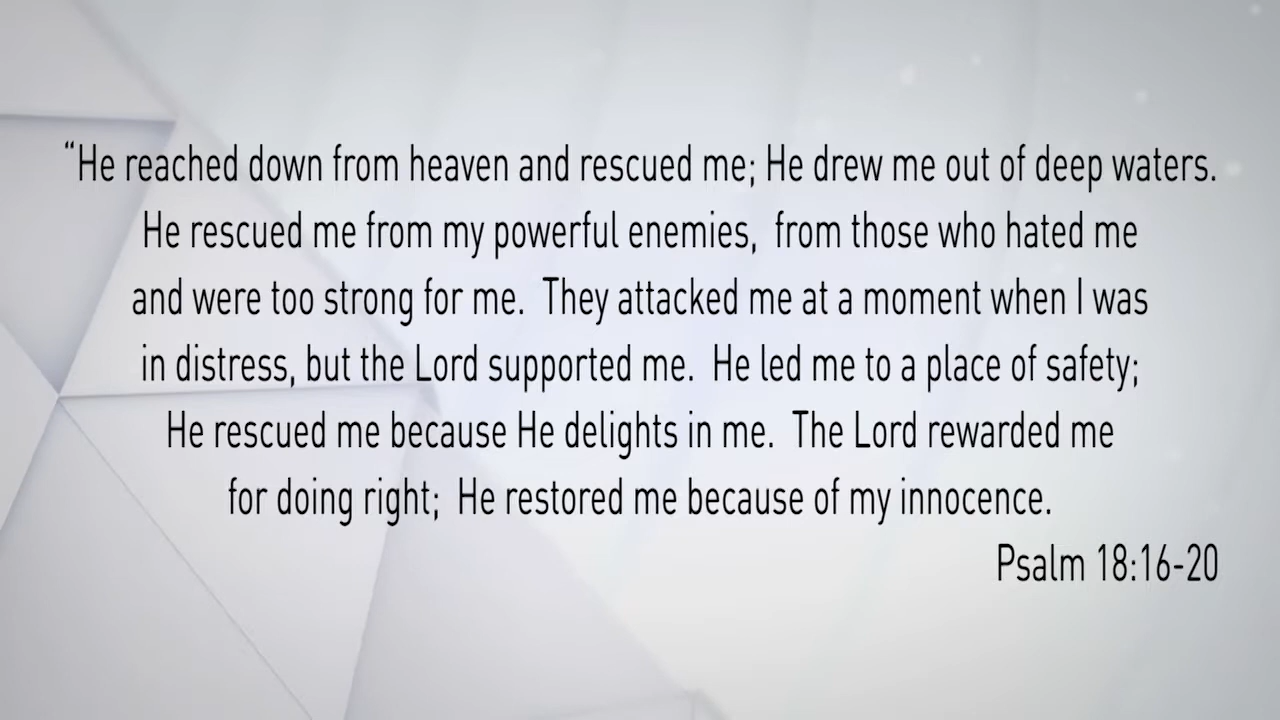 “He reached down from heaven and rescued me; He drew me out of deep waters.
He rescued me from my powerful enemies,  from those who hated me
and were too strong for me.  They attacked me at a moment when I was
in distress, but the Lord supported me.  He led me to a place of safety;
He rescued me because He delights in me.  The Lord rewarded me
for doing right;  He restored me because of my innocence.
Psalm 18:16-20